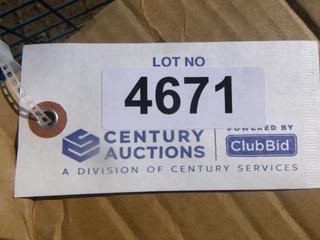 LOT NO
4671
CENTURY AUCTIONS
POWERED BY
ClubBid
A DIVISION OF CENTURY SERVICES